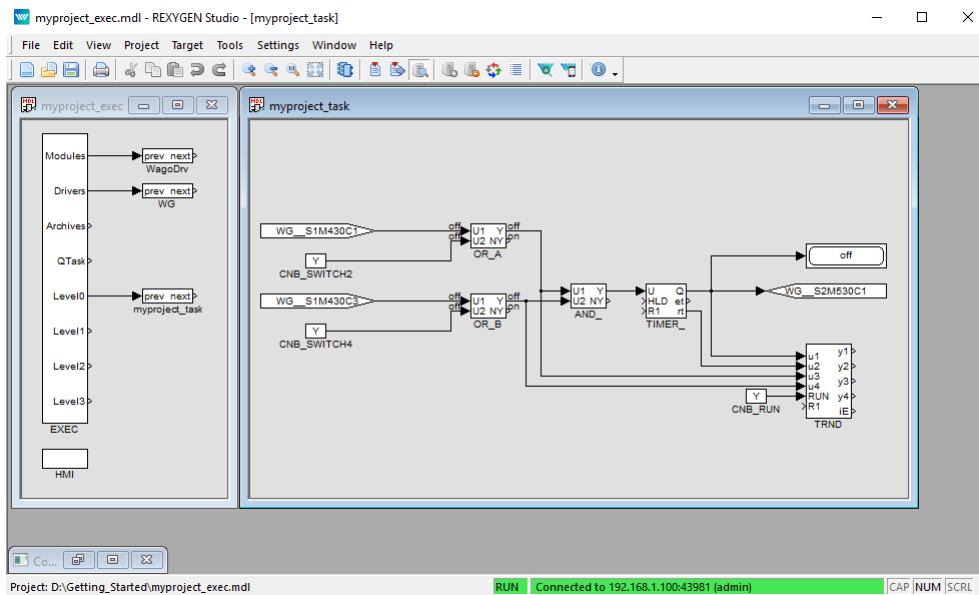 myproject_exec.mdl - REXYGEN Studio - [myproject_task]
File Edit View Project Target Tools Settings Window Help
myproject_exec
Modules
prev next
WagoDrv
Drivers
prev next
WG
Archives
QTask
Level0
prev next
myproject_task
Level1
Level2
Level3
EXEC
HMI
myproject_task
WG__S1M430C1
off off
off on
U1 Y
U2 NY
OR_A
Y
CNB_SWITCH2
WG__S1M430C3
off off
off on
U1 Y
U2 NY
OR_B
Y
CNB_SWITCH4
U1 Y
U2 NY
AND_
U Q
HLD et
R1 rt
TIMER_
off
WG__S2M530C1
u1 y1
u2 y2
u3 y3
u4
RUN y4
R1 iE
TRND
Y
CNB_RUN
Co...
Project: D:\Getting_Started\myproject_exec.mdl RUN Connected to 192.168.1.100:43981 (admin) CAP NUM SCRL